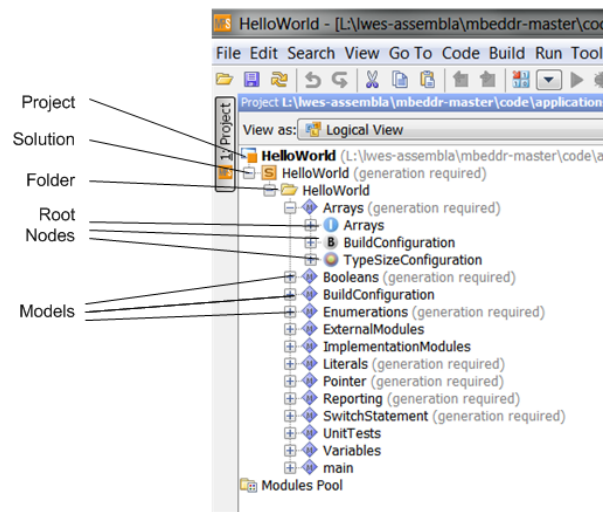 HelloWorld - [L:\lwes-assembla\mbeddr-master\cod
File Edit Search View Go To Code Build Run Tool
Project L:\lwes-assembla\mbeddr-master\code\application
1: Project
View as: Logical View
Project
HelloWorld (L:\lwes-assembla\mbeddr-master\code\a
Solution
S HelloWorld (generation required)
Folder
HelloWorld
Arrays (generation required)
Root
Nodes
I Arrays
B BuildConfiguration
TypeSizeConfiguration
Models
Booleans (generation required)
BuildConfiguration
Enumerations (generation required)
ExternalModules
ImplementationModules
Literals (generation required)
Pointer (generation required)
Reporting (generation required)
SwitchStatement (generation required)
UnitTests
Variables
main
Modules Pool